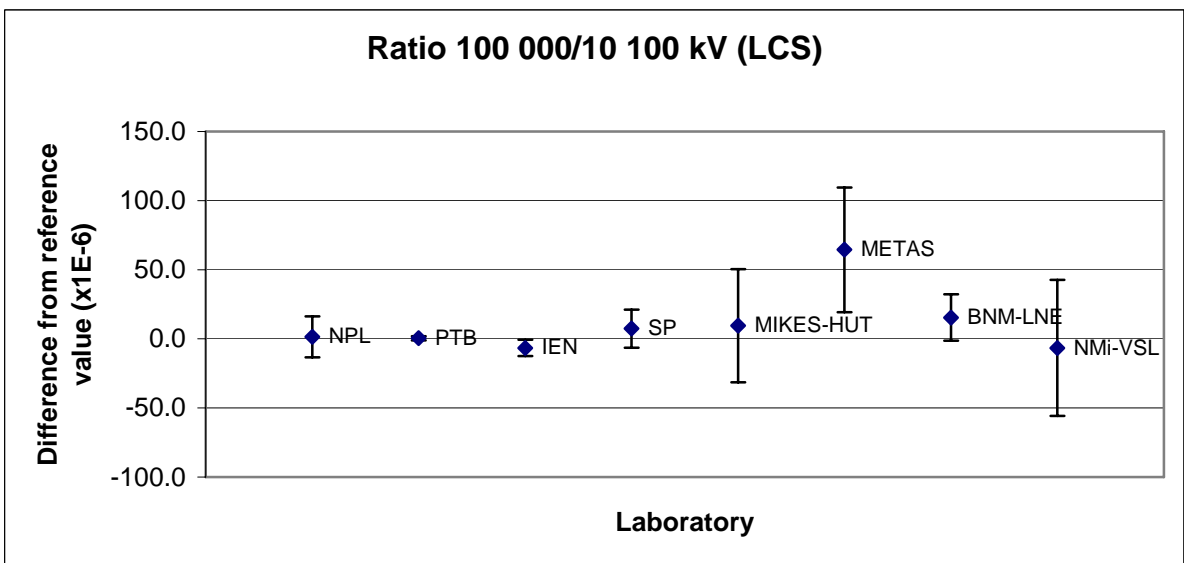 Ratio 100 000/10 100 kV (LCS)
Difference from reference
value (x1E-6)
150.0
100.0
50.0
0.0
-50.0
-100.0
NPL
PTB
IEN
SP
MIKES-HUT
METAS
BNM-LNE
NMi-VSL
Laboratory